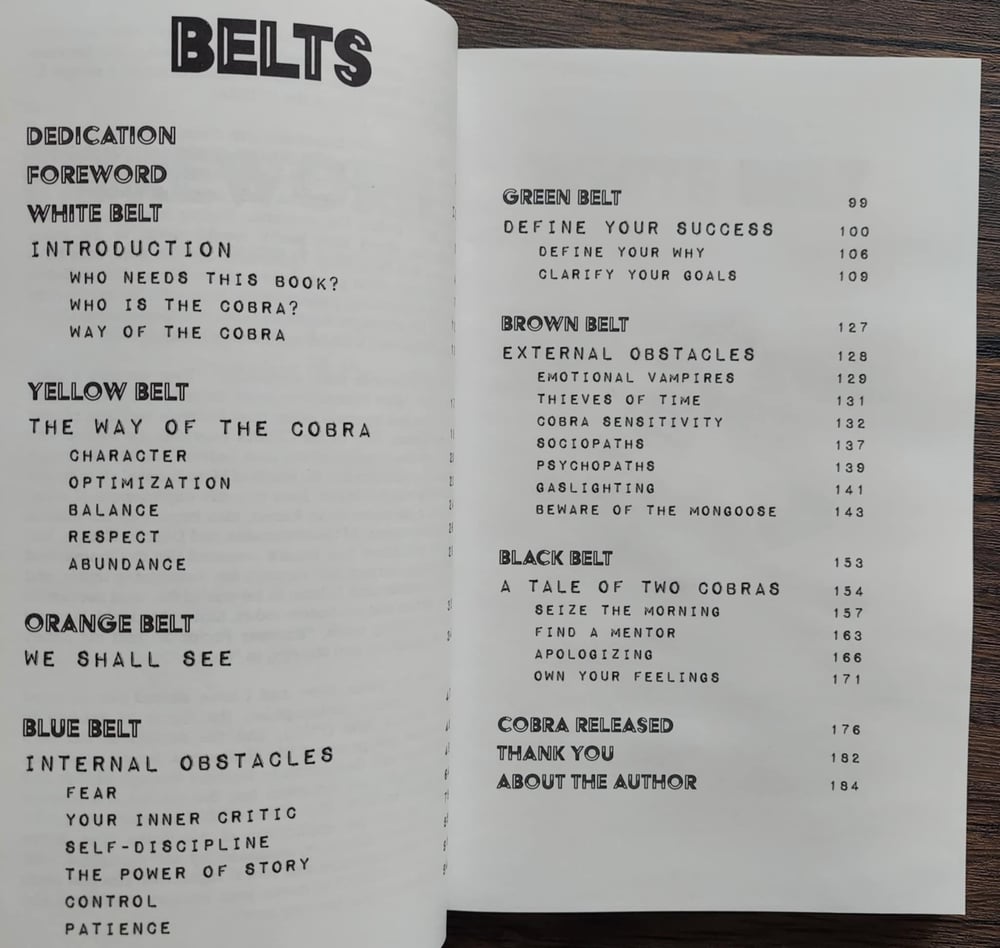 BELTS
DEDICATION
FOREWORD
WHITE BELT
INTRODUCTION
WHO NEEDS THIS BOOK?
WHO IS THE COBRA?
WAY OF THE COBRA
YELLOW BELT
THE WAY OF THE COBRA
CHARACTER
OPTIMIZATION
BALANCE
RESPECT
ABUNDANCE
ORANGE BELT
WE SHALL SEE
BLUE BELT
INTERNAL OBSTACLES
FEAR
YOUR INNER CRITIC
SELF-DISCIPLINE
THE POWER OF STORY
CONTROL
PATIENCE
GREEN BELT 99
DEFINE YOUR SUCCESS 100
DEFINE YOUR WHY 106
CLARIFY YOUR GOALS 109
BROWN BELT 127
EXTERNAL OBSTACLES 128
EMOTIONAL VAMPIRES 129
THIEVES OF TIME 131
COBRA SENSITIVITY 132
SOCIOPATHS 137
PSYCHOPATHS 139
GASLIGHTING 141
BEWARE OF THE MONGOOSE 143
BLACK BELT 153
A TALE OF TWO COBRAS 154
SEIZE THE MORNING 157
FIND A MENTOR 163
APOLOGIZING 166
OWN YOUR FEELINGS 171
COBRA RELEASED 176
THANK YOU 182
ABOUT THE AUTHOR 184